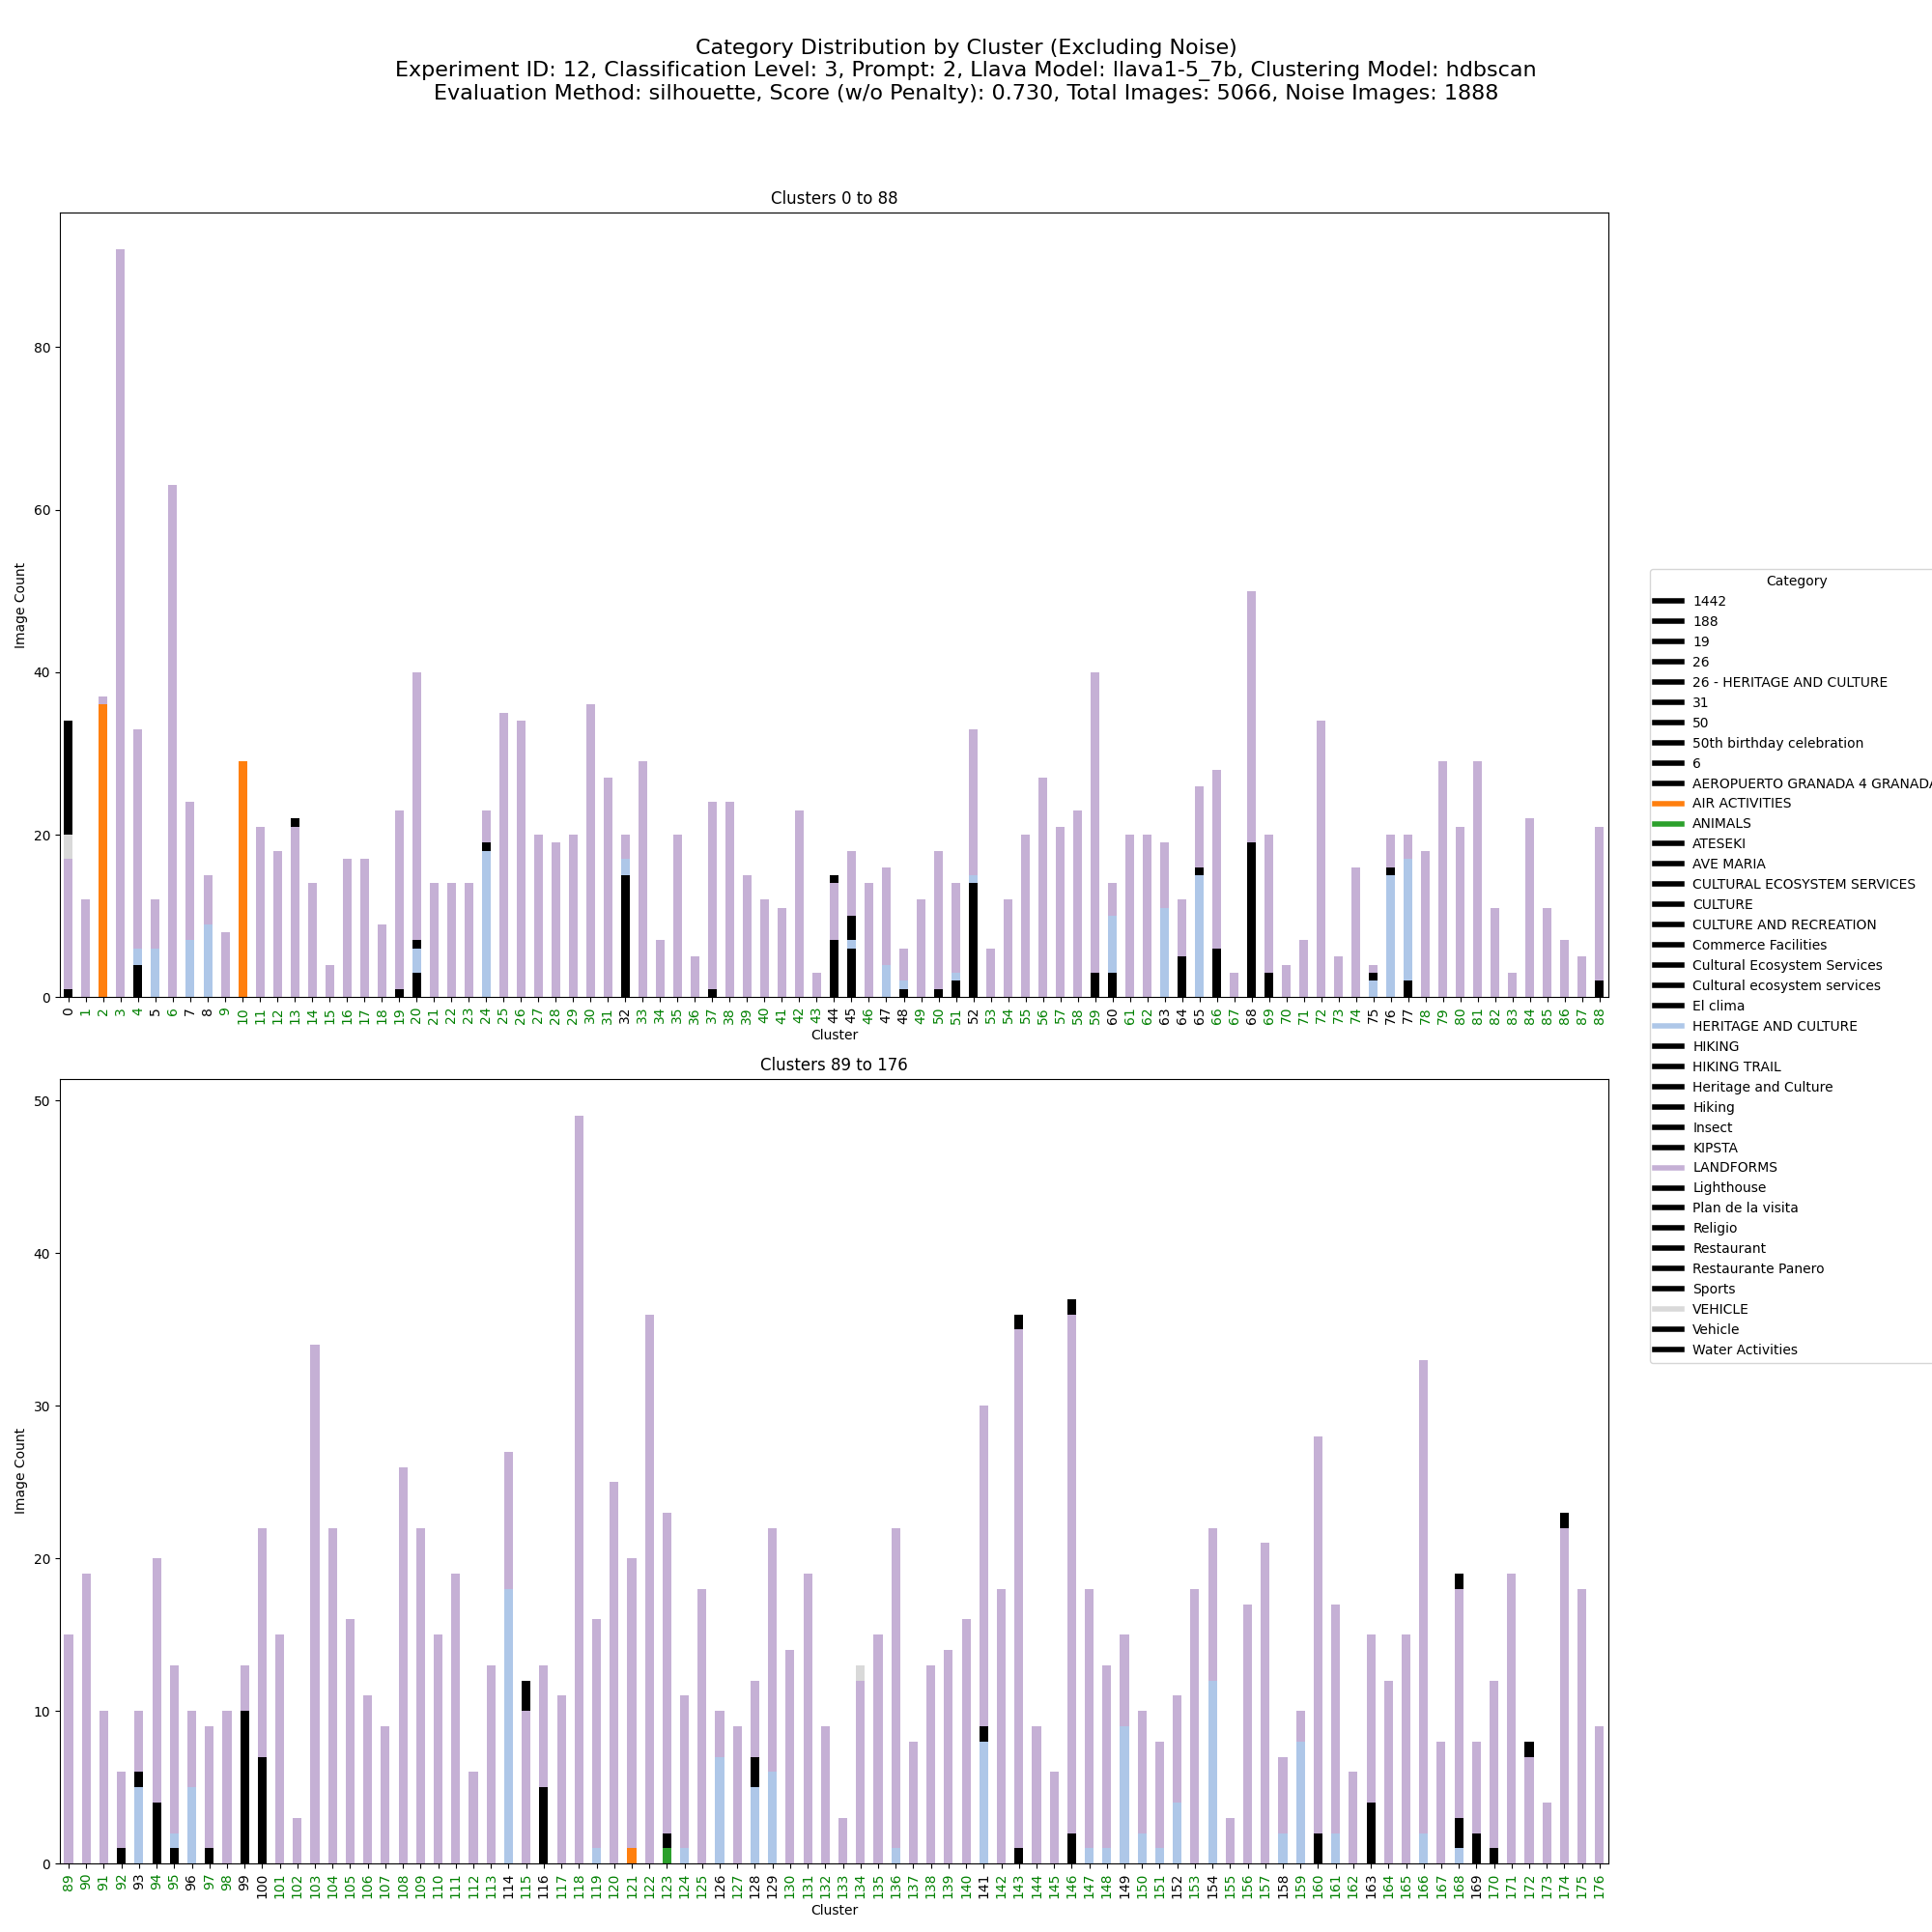 Category Distribution by Cluster (Excluding Noise)
Experiment ID: 12, Classification Level: 3, Prompt: 2, Llava Model: llava1-5_7b, Clustering Model: hdbscan
Evaluation Method: silhouette, Score (w/o Penalty): 0.730, Total Images: 5066, Noise Images: 1888
Clusters 0 to 88
Image Count
80
60
40
20
0
0 1 2 3 4 5 6 7 8 9 10 11 12 13 14 15 16 17 18 19 20 21 22 23 24 25 26 27 28 29 30 31 32 33 34 35 36 37 38 39 40 41 42 43 44 45 46 47 48 49 50 51 52 53 54 55 56 57 58 59 60 61 62 63 64 65 66 67 68 69 70 71 72 73 74 75 76 77 78 79 80 81 82 83 84 85 86 87 88
Cluster
Clusters 89 to 176
Image Count
50
40
30
20
10
0
89 90 91 92 93 94 95 96 97 98 99 100 101 102 103 104 105 106 107 108 109 110 111 112 113 114 115 116 117 118 119 120 121 122 123 124 125 126 127 128 129 130 131 132 133 134 135 136 137 138 139 140 141 142 143 144 145 146 147 148 149 150 151 152 153 154 155 156 157 158 159 160 161 162 163 164 165 166 167 168 169 170 171 172 173 174 175 176
Cluster
Category
1442
188
19
26
26 - HERITAGE AND CULTURE
31
50
50th birthday celebration
6
AEROPUERTO GRANADA 4 GRANADA
AIR ACTIVITIES
ANIMALS
ATESEKI
AVE MARIA
CULTURAL ECOSYSTEM SERVICES
CULTURE
CULTURE AND RECREATION
Commerce Facilities
Cultural Ecosystem Services
Cultural ecosystem services
El clima
HERITAGE AND CULTURE
HIKING
HIKING TRAIL
Heritage and Culture
Hiking
Insect
KIPSTA
LANDFORMS
Lighthouse
Plan de la visita
Religio
Restaurant
Restaurante Panero
Sports
VEHICLE
Vehicle
Water Activities